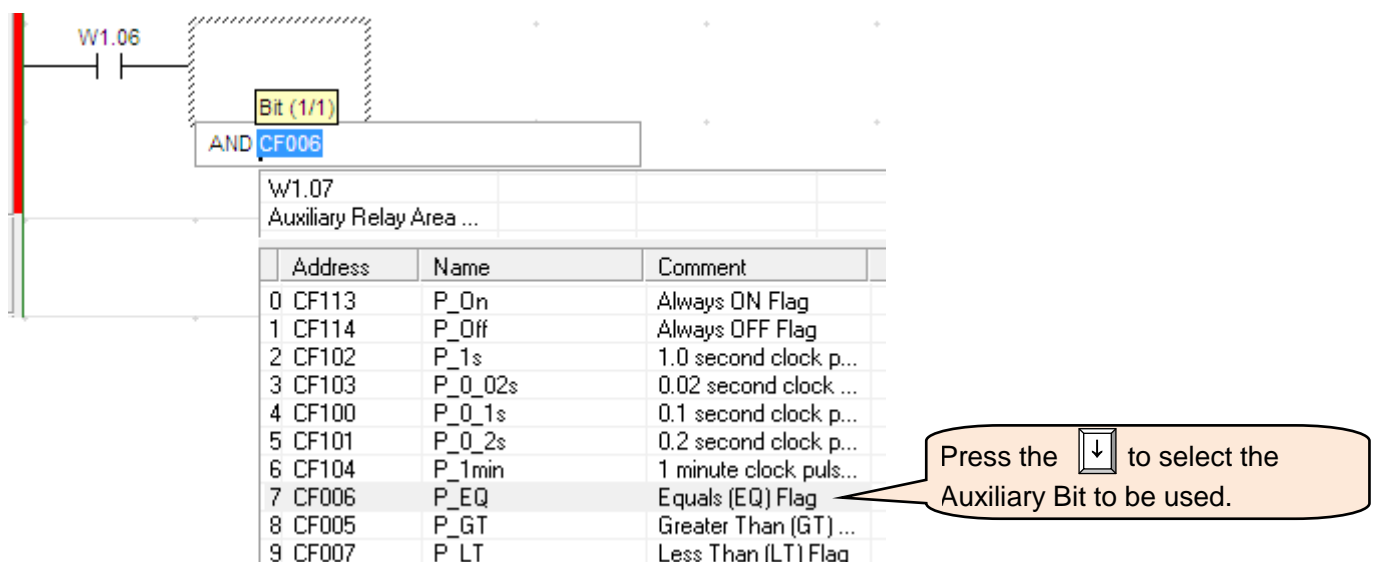 W1.06
Bit (1/1)
AND CF006
W1.07
Auxiliary Relay Area ...
Address Name Comment
0 CF113 P_On Always ON Flag
1 CF114 P_Off Always OFF Flag
2 CF102 P_1s 1.0 second clock p...
3 CF103 P_0_02s 0.02 second clock ...
4 CF100 P_0_1s 0.1 second clock p...
5 CF101 P_0_2s 0.2 second clock p...
6 CF104 P_1min 1 minute clock puls...
7 CF006 P_EQ Equals (EQ) Flag
8 CF005 P_GT Greater Than (GT) ...
9 CF007 P_LT Less Than (LT) Flag
Press the ↓ to select the
Auxiliary Bit to be used.